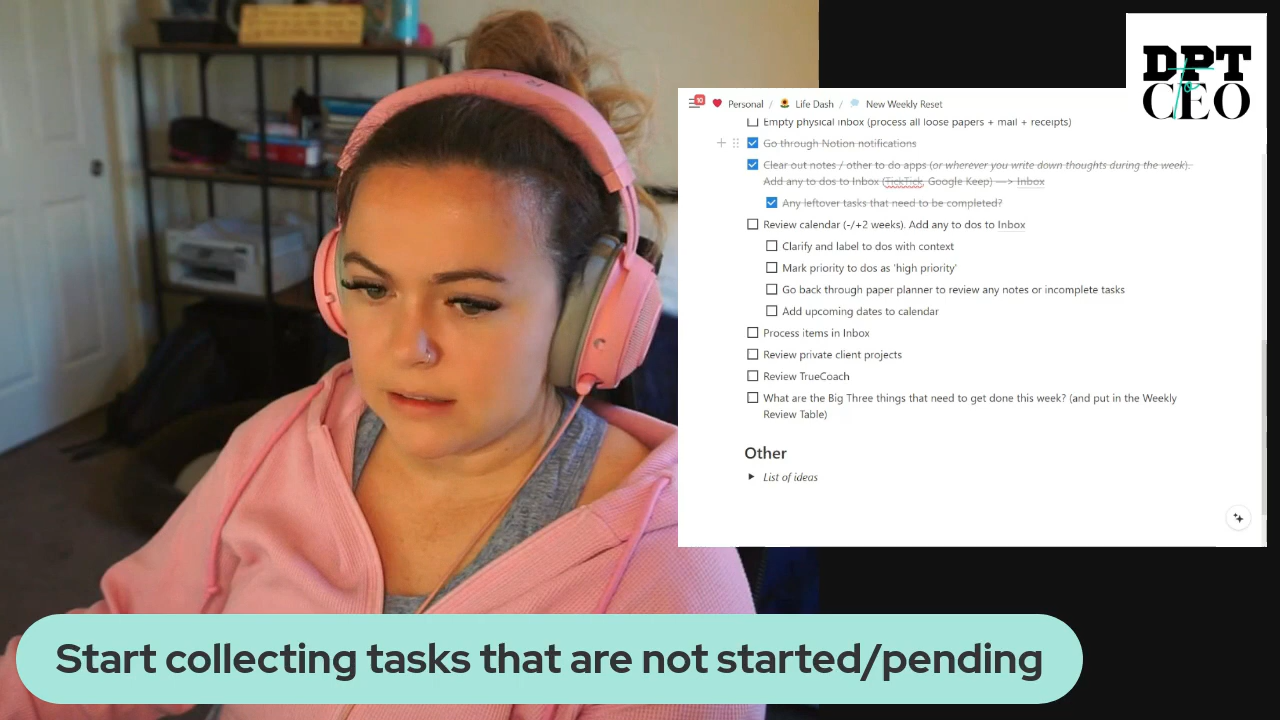 DPT
to
CEO
10
Personal / Life Dash / New Weekly Reset
Empty physical inbox (process all loose papers + mail + receipts)
Go through Notion notifications
Clear out notes / other to do apps (or wherever you write down thoughts during the week).
Add any to dos to Inbox (TickTick, Google Keep) —> Inbox
Any leftover tasks that need to be completed?
Review calendar (-/+2 weeks). Add any to dos to Inbox
Clarify and label to dos with context
Mark priority to dos as 'high priority'
Go back through paper planner to review any notes or incomplete tasks
Add upcoming dates to calendar
Process items in Inbox
Review private client projects
Review TrueCoach
What are the Big Three things that need to get done this week? (and put in the Weekly
Review Table)
Other
List of ideas
Start collecting tasks that are not started/pending